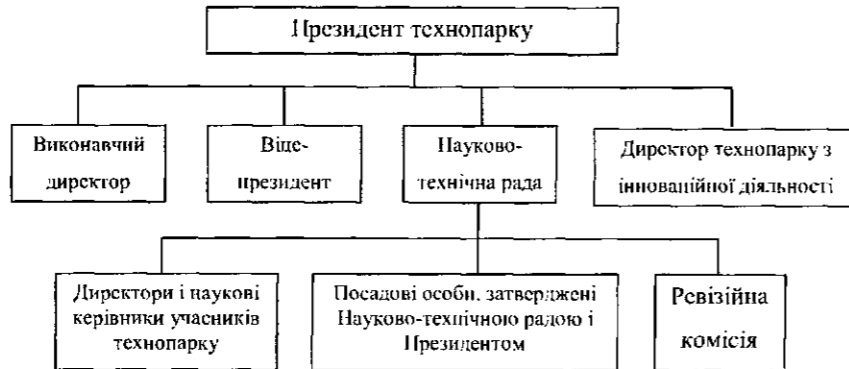 Президент технопарку
Виконавчий
директор
Віце-
президент
Науково-
технічна рада
Директор технопарку з
інноваційної діяльності
Директори і наукові
керівники учасників
технопарку
Посадові особи, затверджені
Науково-технічною радою і
Президентом
Ревізійна
комісія